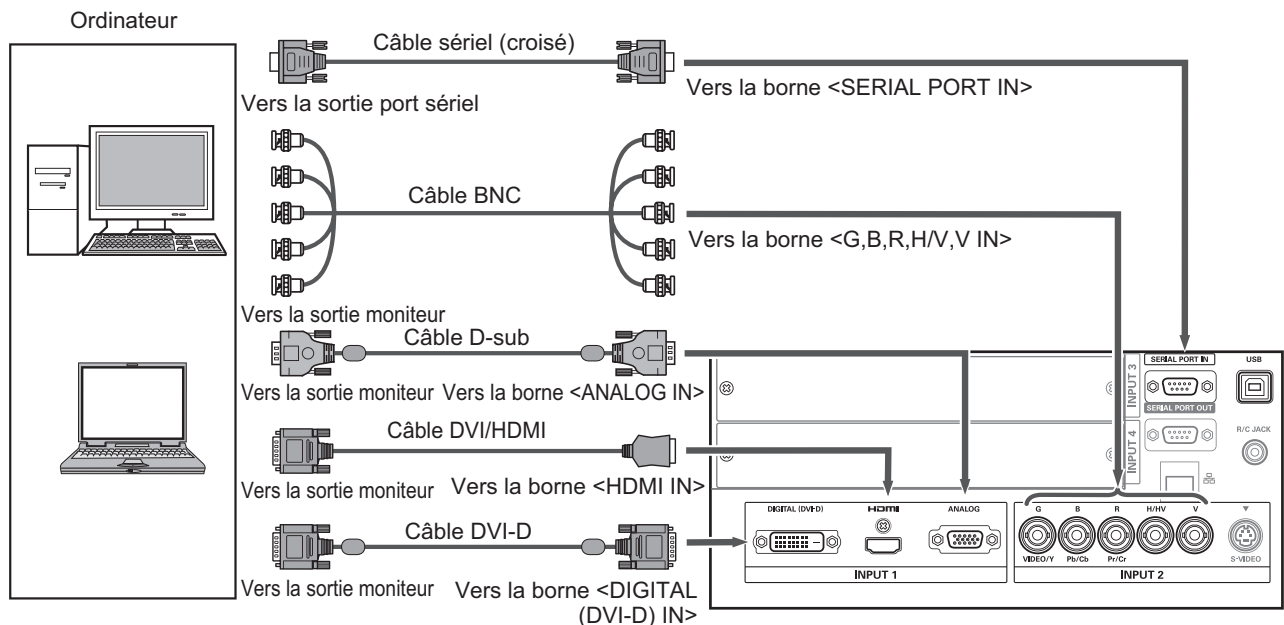 Ordinateur
Câble sériel (croisé)
Vers la sortie port sériel
Vers la borne <SERIAL PORT IN>
Câble BNC
Vers la borne <G,B,R,H/V,V IN>
Vers la sortie moniteur
Câble D-sub
Vers la sortie moniteur
Vers la borne <ANALOG IN>
Câble DVI/HDMI
Vers la sortie moniteur
Vers la borne <HDMI IN>
Câble DVI-D
Vers la sortie moniteur
Vers la borne <DIGITAL
(DVI-D) IN>
INPUT 3
SERIAL PORT IN
USB
SERIAL PORT OUT
INPUT 4
R/C JACK
DIGITAL (DVI-D)
HDMI
ANALOG
INPUT 1
G
B
R
H/HV
V
VIDEO/Y
Pb/Cb
Pr/Cr
S-VIDEO
INPUT 2